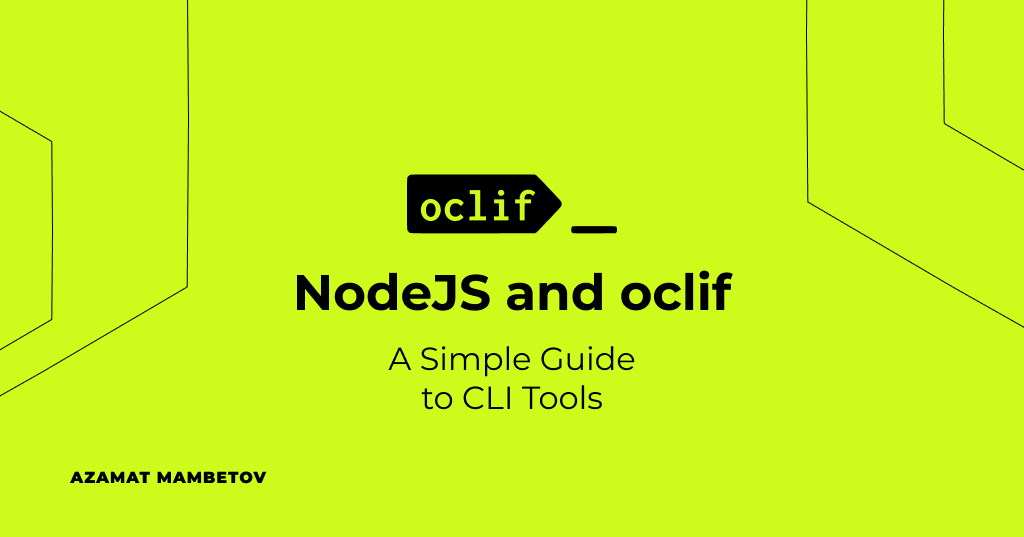 oclif
NodeJS and oclif
A Simple Guide
to CLI Tools
AZAMAT MAMBETOV